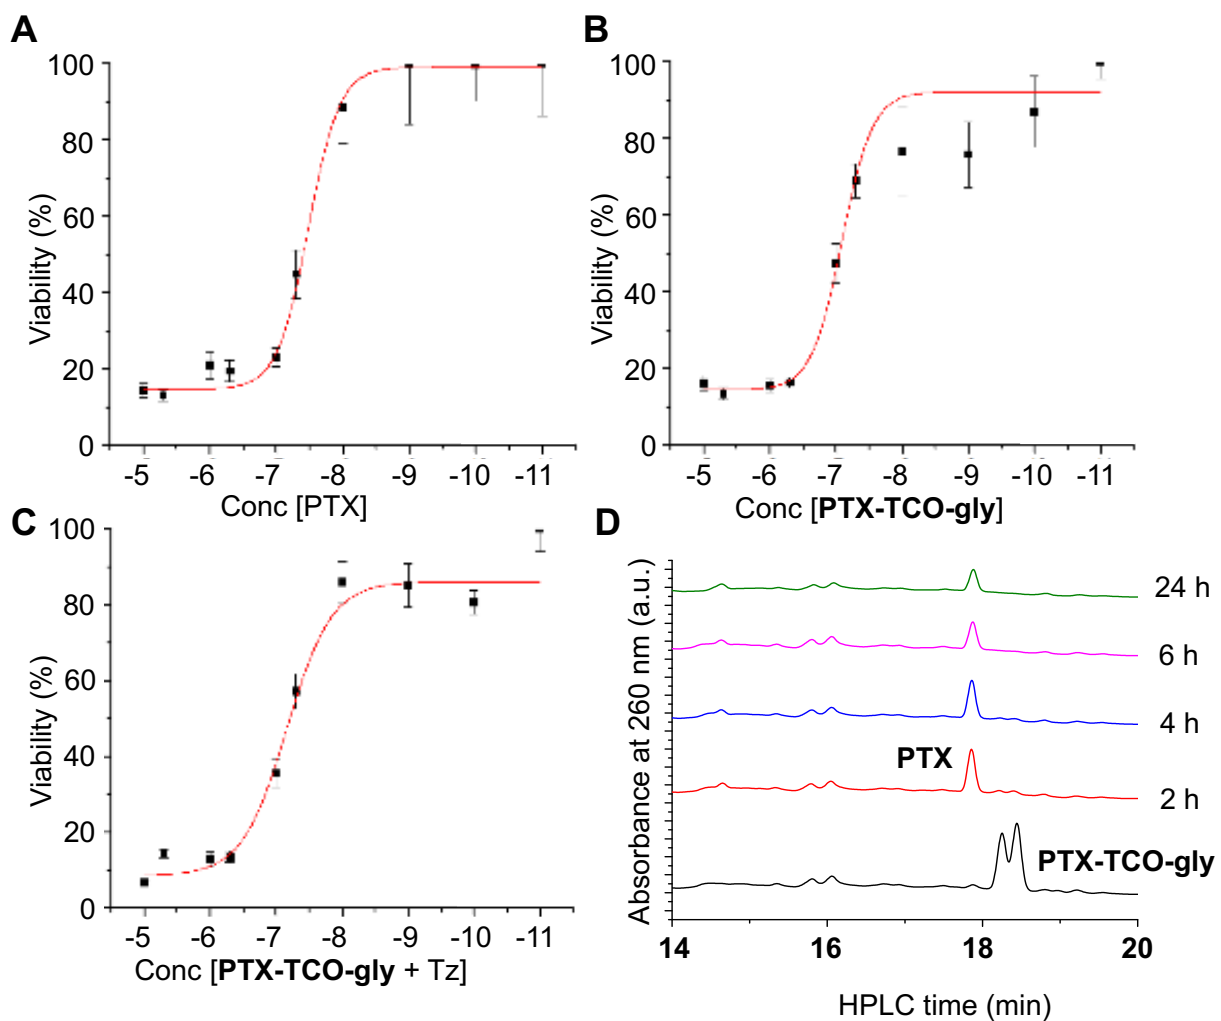 A
100
80
60
40
20
0
Viability (%)
-5 -6 -7 -8 -9 -10 -11
Conc [PTX]
B
100
80
60
40
20
0
Viability (%)
-5 -6 -7 -8 -9 -10 -11
Conc [PTX-TCO-gly]
C
100
80
60
40
20
0
Viability (%)
-5 -6 -7 -8 -9 -10 -11
Conc [PTX-TCO-gly + Tz]
D
Absorbance at 260 nm (a.u.)
24 h
6 h
4 h
PTX
2 h
PTX-TCO-gly
14 16 18 20
HPLC time (min)